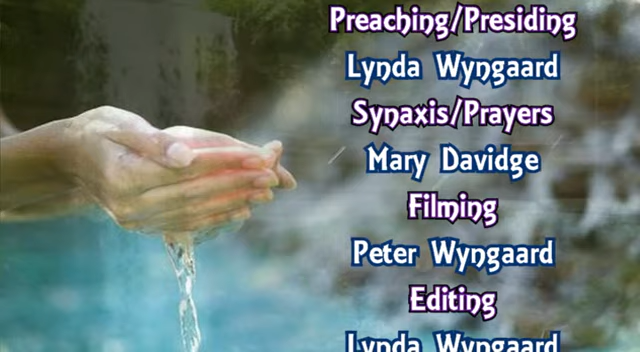 Preaching/Presiding
Lynda Wyngaard
Synaxis/Prayers
Mary Davidge
Filming
Peter Wyngaard
Editing
Lynda Wyngaard